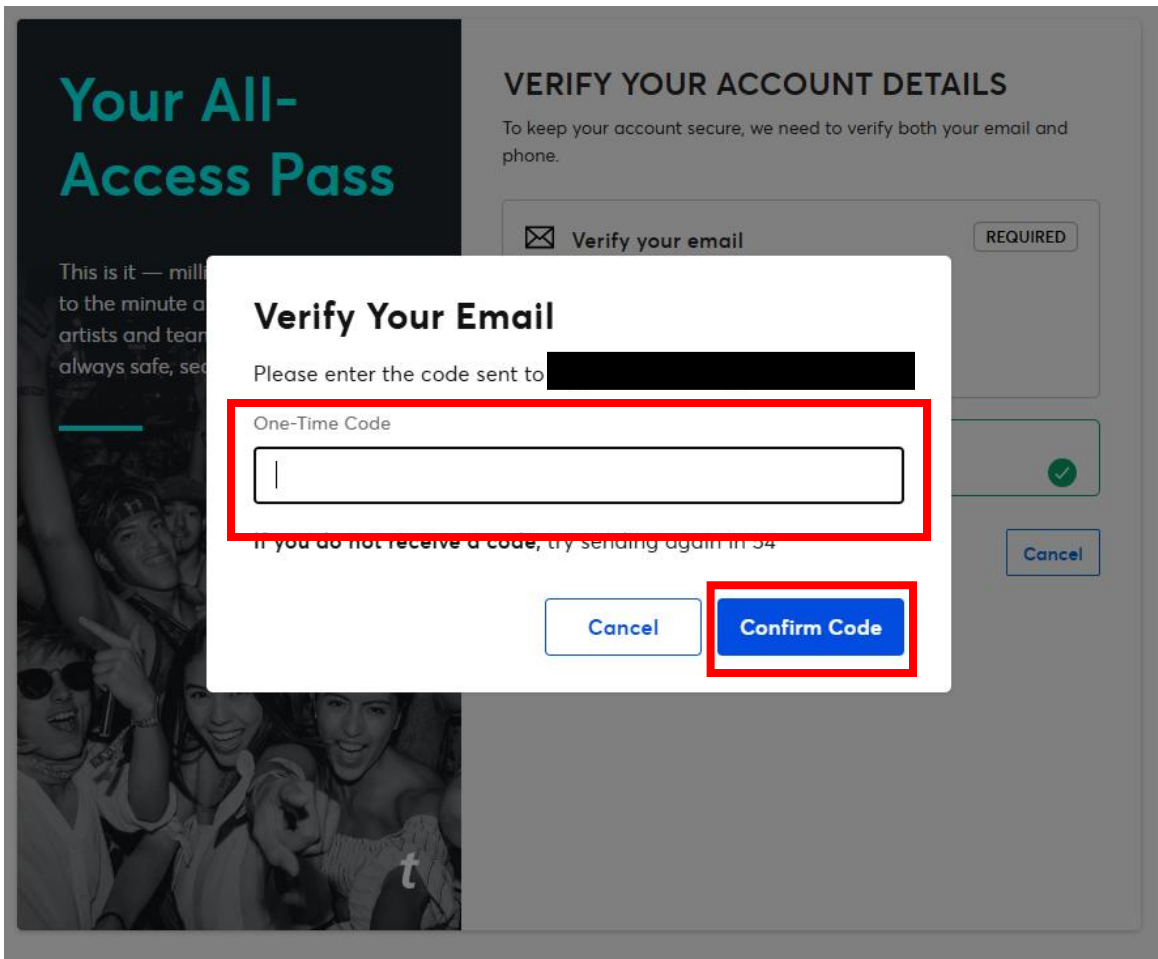 Your All-
Access Pass
This is it — milli
to the minute a
artists and tean
always safe, sec
VERIFY YOUR ACCOUNT DETAILS
To keep your account secure, we need to verify both your email and
phone.
Verify your email
REQUIRED
Verify Your Email
Please enter the code sent to
One-Time Code
If you do not receive a code, try sending again in 54
Cancel
Confirm Code
Cancel
t